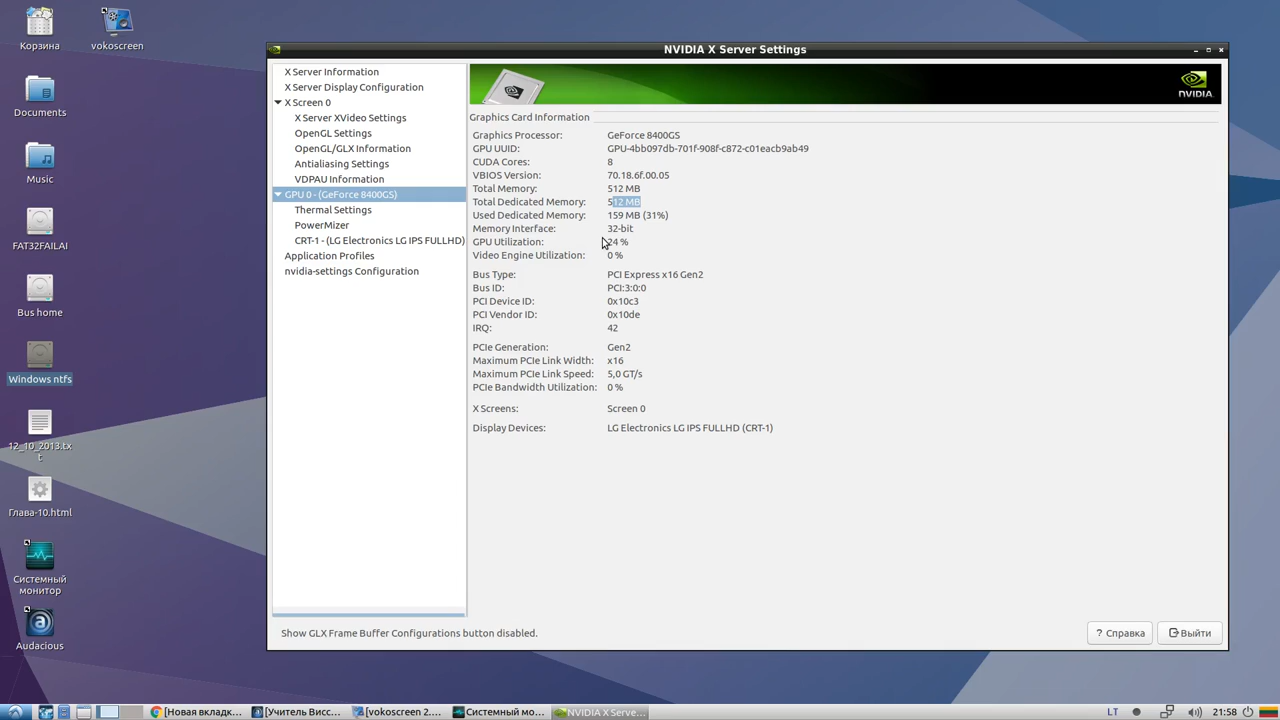 Корзина
vokoscreen
Documents
Music
FAT32FAILAI
Bus home
Windows ntfs
12_10_2013.tx
t
Глава-10.html
Системный
монитор
Audacious
NVIDIA X Server Settings
X Server Information
X Server Display Configuration
X Screen 0
X Server XVideo Settings
OpenGL Settings
OpenGL/GLX Information
Antialiasing Settings
VDPAU Information
GPU 0 - (GeForce 8400GS)
Thermal Settings
PowerMizer
CRT-1 - (LG Electronics LG IPS FULLHD)
Application Profiles
nvidia-settings Configuration
NVIDIA.
Graphics Card Information
Graphics Processor: GeForce 8400GS
GPU UUID: GPU-4bb097db-701f-908f-c872-c01eacb9ab49
CUDA Cores: 8
VBIOS Version: 70.18.6f.00.05
Total Memory: 512 MB
Total Dedicated Memory: 512 MB
Used Dedicated Memory: 159 MB (31%)
Memory Interface: 32-bit
GPU Utilization: 24 %
Video Engine Utilization: 0 %
Bus Type: PCI Express x16 Gen2
Bus ID: PCI:3:0:0
PCI Device ID: 0x10c3
PCI Vendor ID: 0x10de
IRQ: 42
PCIe Generation: Gen2
Maximum PCIe Link Width: x16
Maximum PCIe Link Speed: 5,0 GT/s
PCIe Bandwidth Utilization: 0 %
X Screens: Screen 0
Display Devices: LG Electronics LG IPS FULLHD (CRT-1)
Show GLX Frame Buffer Configurations button disabled.
? Справка
Выйти
[Новая вкладк...
[Учитель Висс...
[vokoscreen 2....
[Системный мо...
NVIDIA X Serve...
LT
21:58